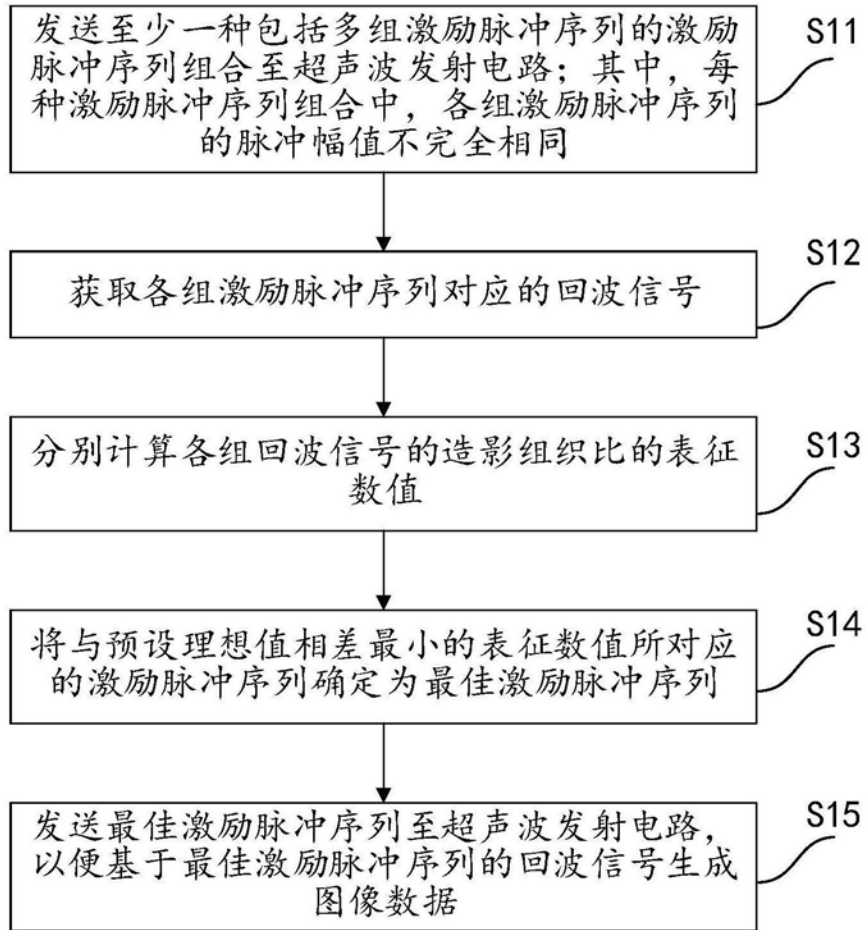 发送至少一种包括多组激励脉冲序列的激励
脉冲序列组合至超声波发射电路；其中，每
种激励脉冲序列组合中，各组激励脉冲序列
的脉冲幅值不完全相同
S11
获取各组激励脉冲序列对应的回波信号
S12
分别计算各组回波信号的造影组织比的表征
数值
S13
将与预设理想值相差最小的表征数值所对应
的激励脉冲序列确定为最佳激励脉冲序列
S14
发送最佳激励脉冲序列至超声波发射电路，
以便基于最佳激励脉冲序列的回波信号生成
图像数据
S15